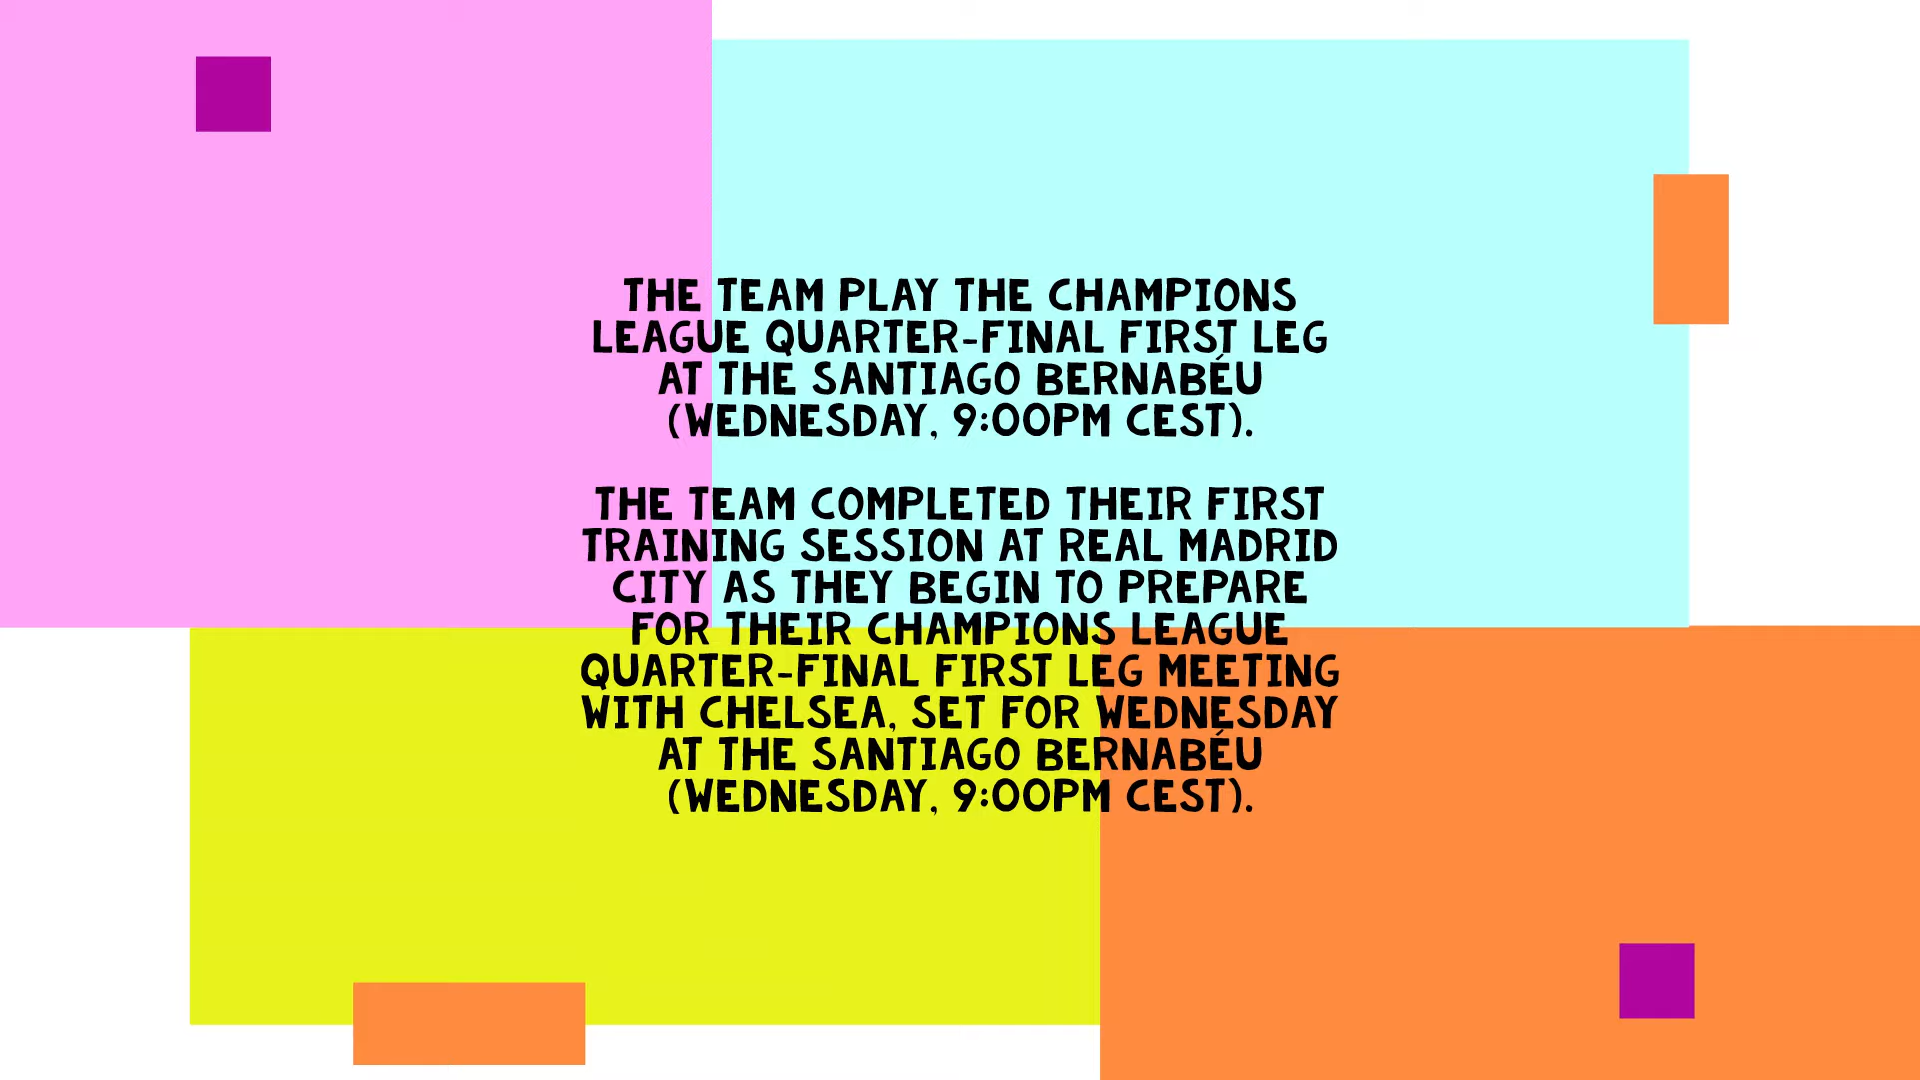 THE TEAM PLAY THE CHAMPIONS
LEAGUE QUARTER-FINAL FIRST LEG
AT THE SANTIAGO BERNABÉU
(WEDNESDAY, 9:00PM CEST).
THE TEAM COMPLETED THEIR FIRST
TRAINING SESSION AT REAL MADRID
CITY AS THEY BEGIN TO PREPARE
FOR THEIR CHAMPIONS LEAGUE
QUARTER-FINAL FIRST LEG MEETING
WITH CHELSEA, SET FOR WEDNESDAY
AT THE SANTIAGO BERNABÉU
(WEDNESDAY, 9:00PM CEST).